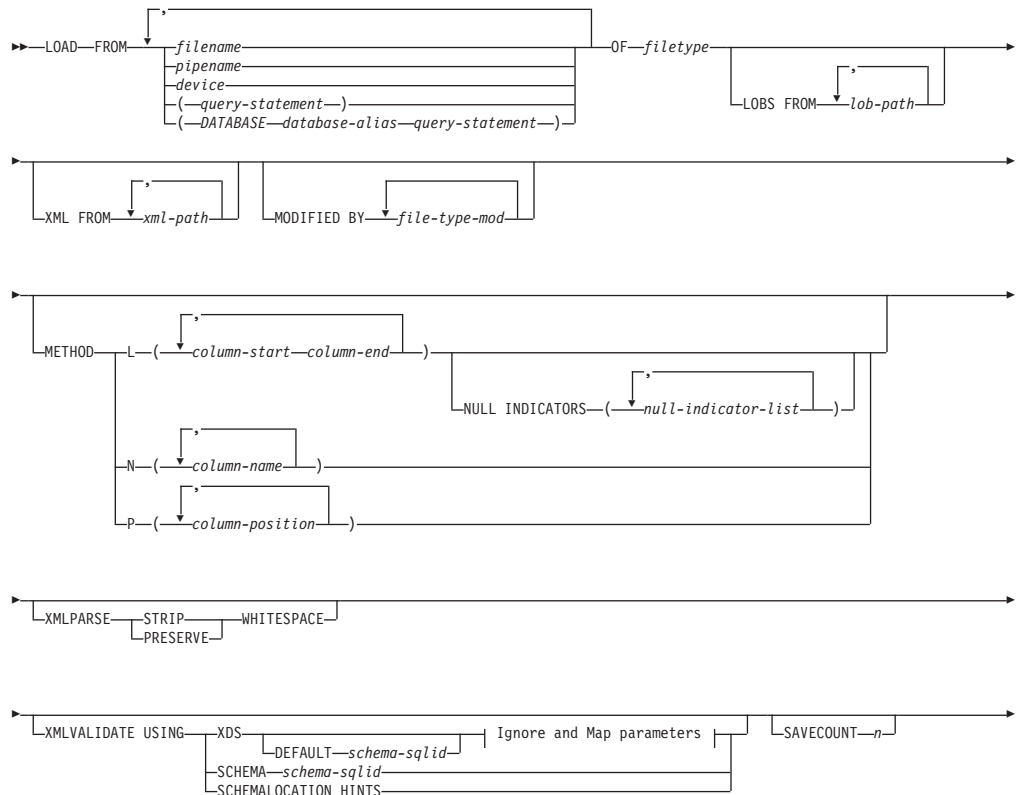 ,
LOAD FROM filename OF filetype
pipename ,
device LOBS FROM lob-path
( query-statement )
( DATABASE database-alias query-statement )
, 
XML FROM xml-path MODIFIED BY file-type-mod
,
METHOD L ( column-start column-end )
,
NULL INDICATORS ( null-indicator-list )
,
N ( column-name )
,
P ( column-position )
XMLPARSE STRIP WHITESPACE
PRESERVE
XMLVALIDATE USING XDS Ignore and Map parameters SAVECOUNT n
DEFAULT schema-sqlid
SCHEMA schema-sqlid
SCHEMALOCATION HINTS